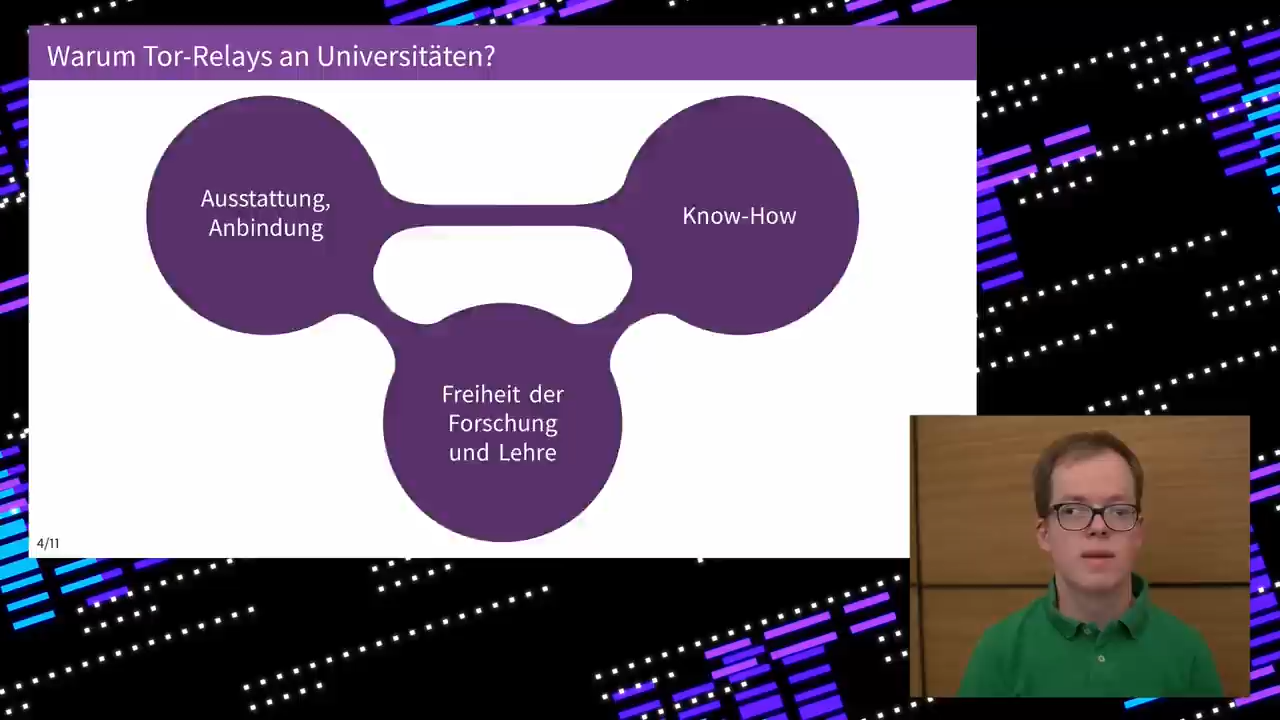 Warum Tor-Relays an Universitäten?
Ausstattung,
Anbindung
Know-How
Freiheit der
Forschung
und Lehre
4/11